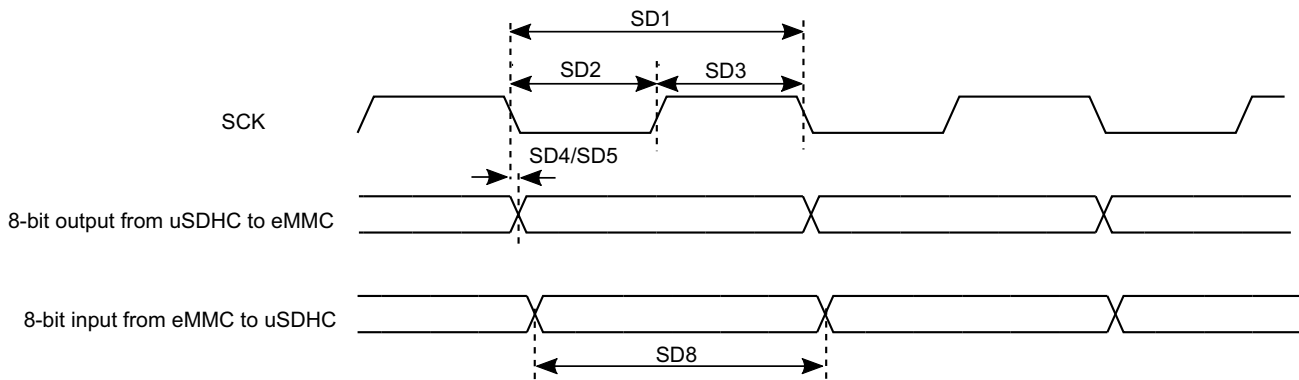 SD1
SD2
SD3
SCK
SD4/SD5
8-bit output from uSDHC to eMMC
8-bit input from eMMC to uSDHC
SD8